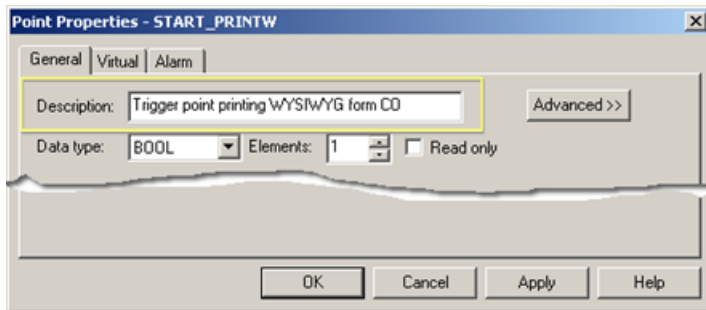 Point Properties - START_PRINTW
General Virtual Alarm
Description: Trigger point printing WYSIWYG form CO Advanced >>
Data type: BOOL Elements: 1 Read only
OK Cancel Apply Help